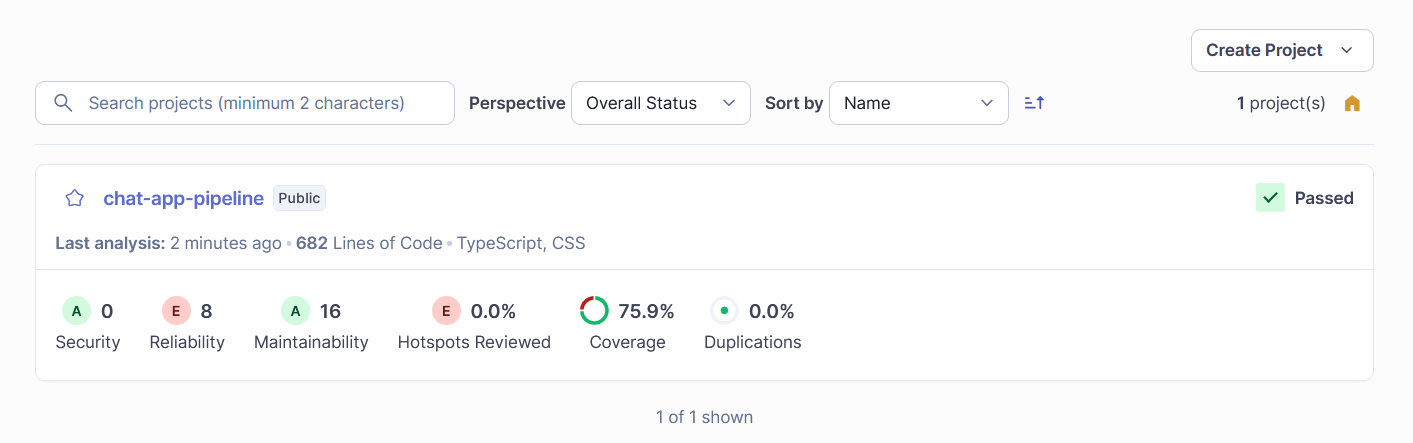 Create Project
Search projects (minimum 2 characters) Perspective Overall Status Sort by Name 1 project(s)
chat-app-pipeline Public Passed
Last analysis: 2 minutes ago • 682 Lines of Code • TypeScript, CSS
A 0 E 8 A 16 E 0.0% 75.9% 0.0%
Security Reliability Maintainability Hotspots Reviewed Coverage Duplications
1 of 1 shown